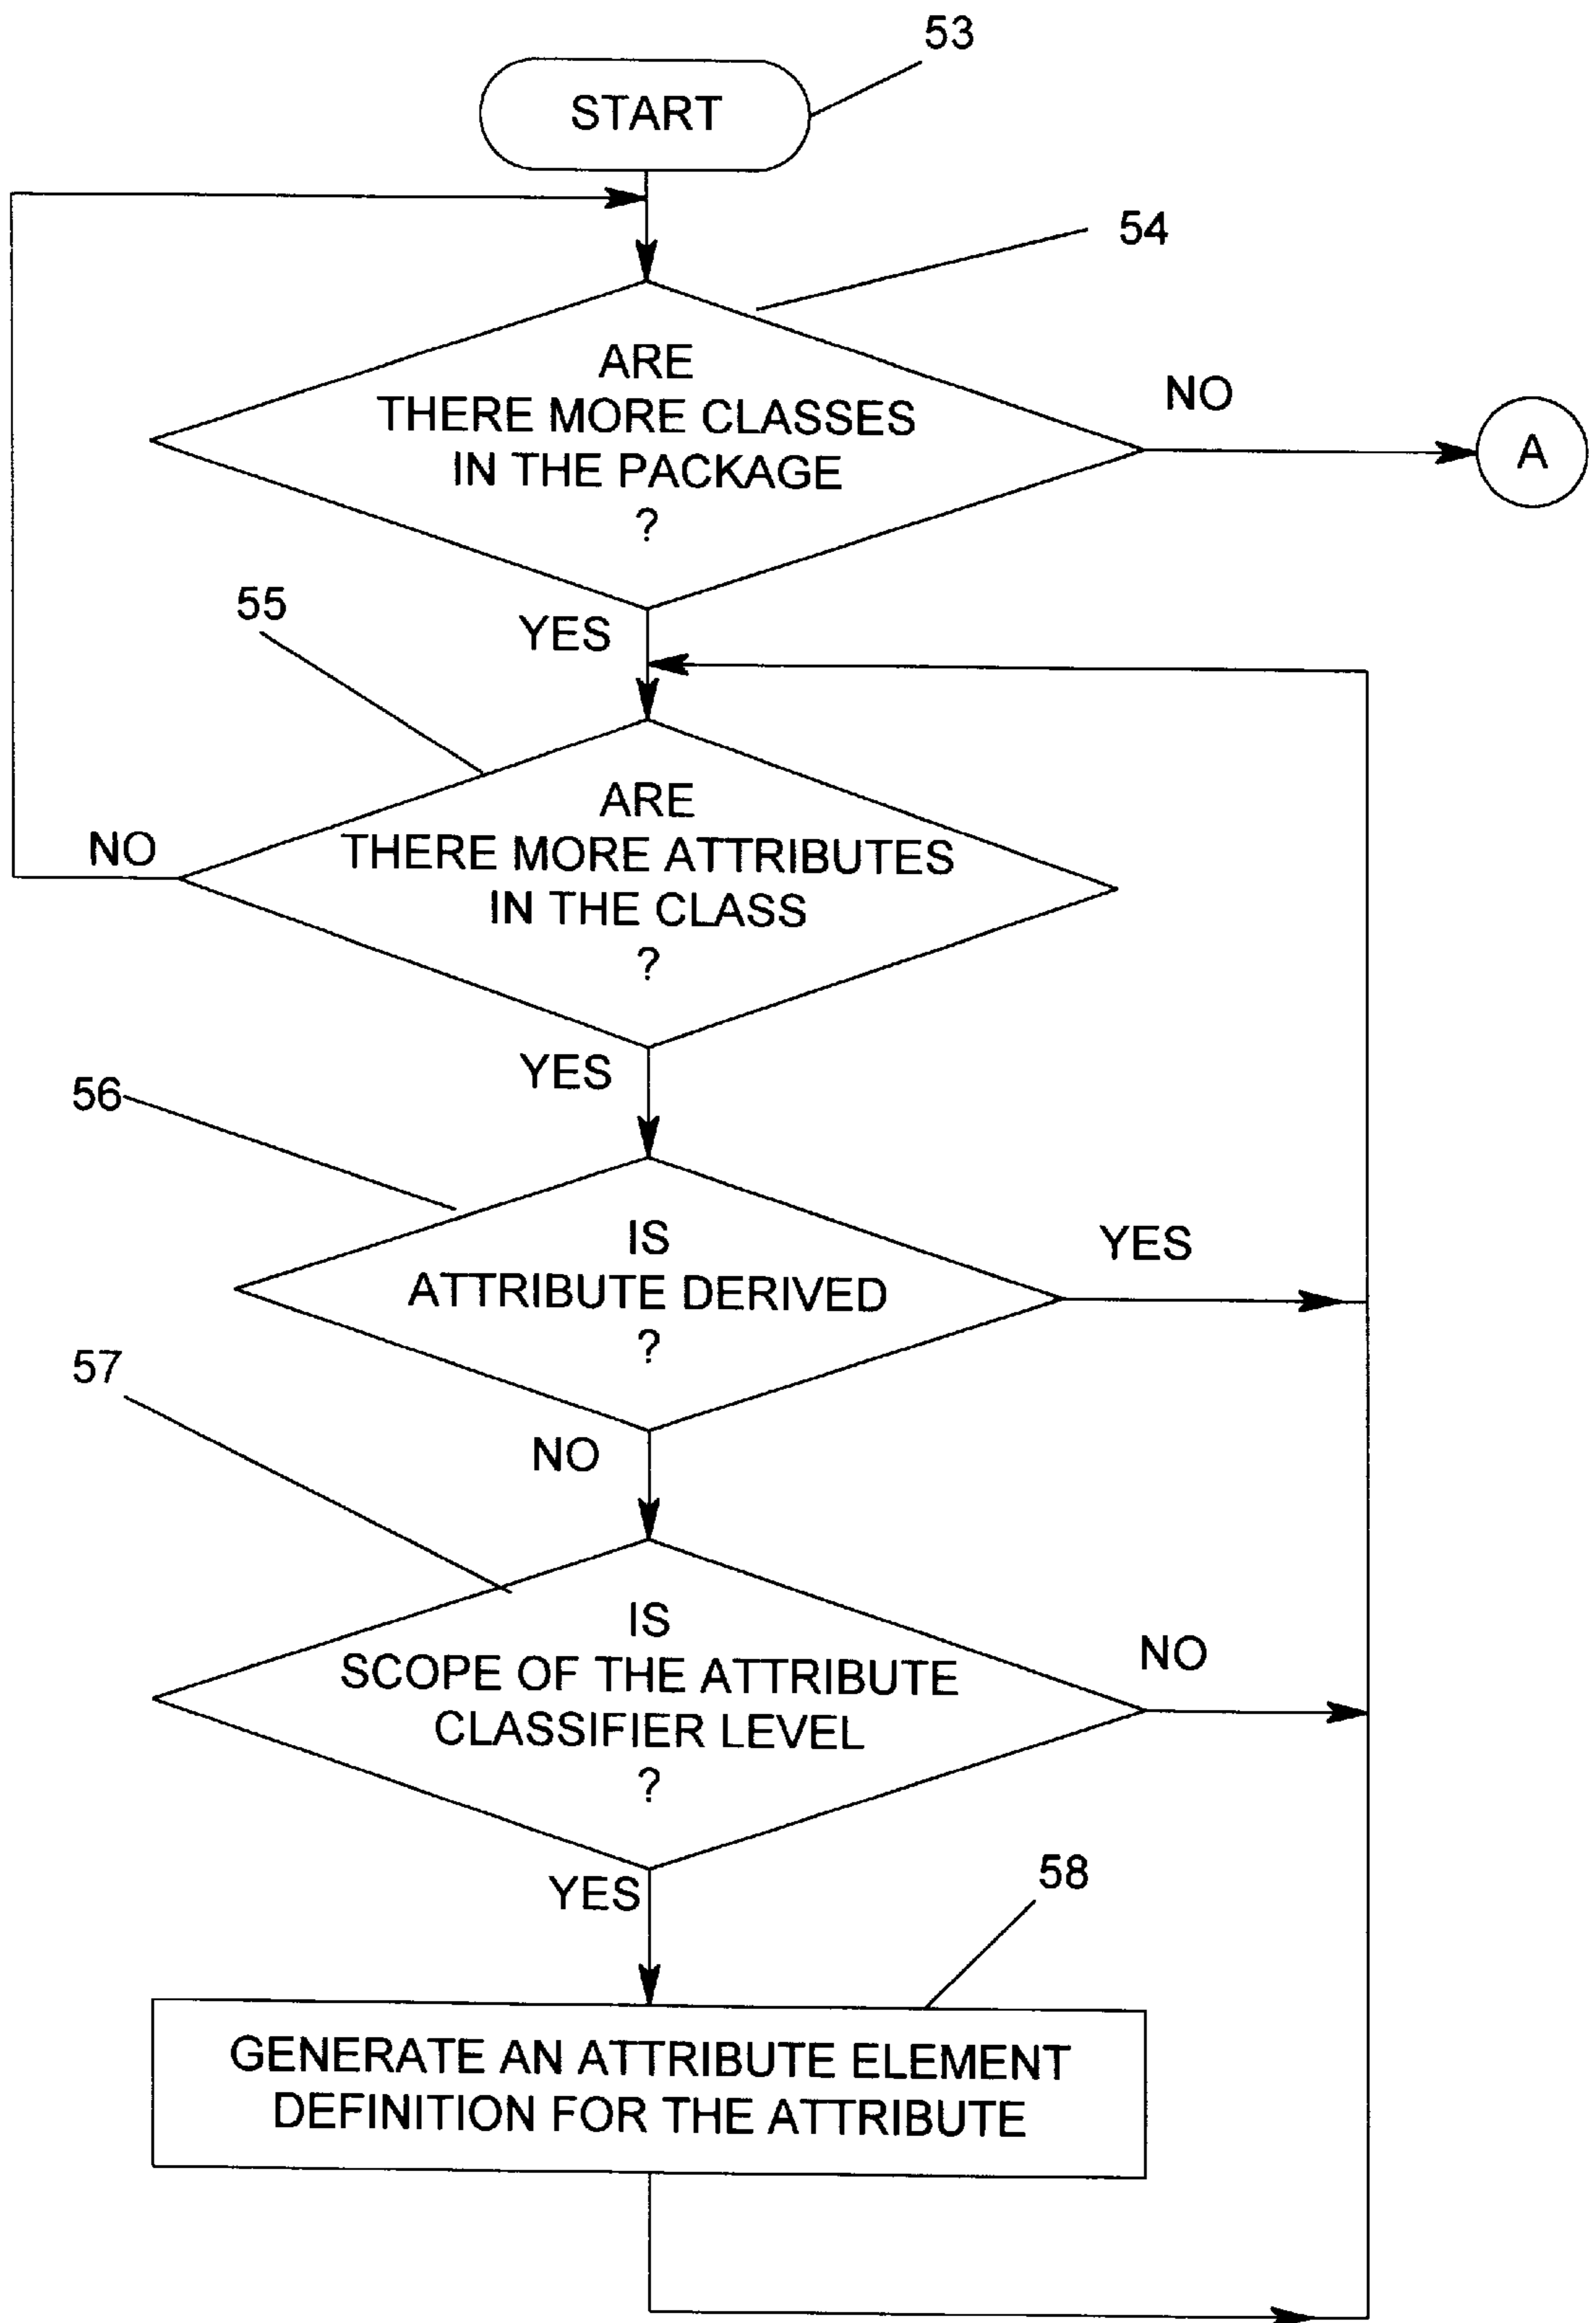 53
START
54
ARE
THERE MORE CLASSES
IN THE PACKAGE
?
NO
A
YES
55
ARE
THERE MORE ATTRIBUTES
IN THE CLASS
?
NO
YES
56
IS
ATTRIBUTE DERIVED
?
YES
57
NO
IS
SCOPE OF THE ATTRIBUTE
CLASSIFIER LEVEL
?
NO
YES
58
GENERATE AN ATTRIBUTE ELEMENT
DEFINITION FOR THE ATTRIBUTE